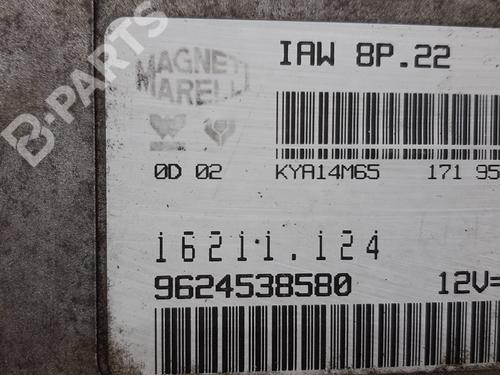 B-PARTS
IAW 8P.22
MAGNETI
MARELLI
0D 02 KYA14M65 171 95
16211.124
9624538580 12V=